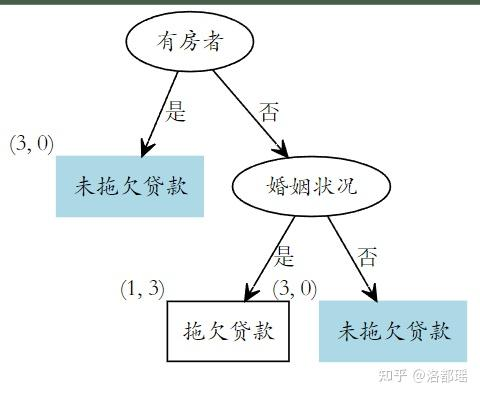 有房者
是
否
(3, 0)
未拖欠贷款
婚姻状况
是
否
(1, 3)
(3, 0)
拖欠贷款
未拖欠贷款
知乎 @洛都瑶